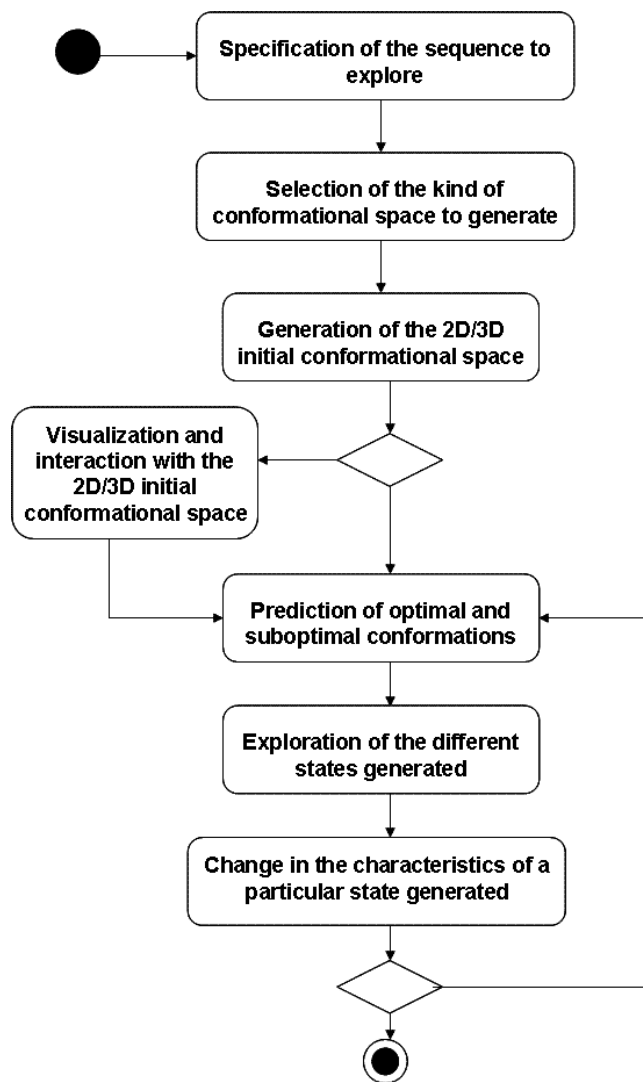 Specification of the sequence to
explore
Selection of the kind of
conformational space to generate
Generation of the 2D/3D
initial conformational space
Visualization and
interaction with the
2D/3D initial
conformational space
Prediction of optimal and
suboptimal conformations
Exploration of the different
states generated
Change in the characteristics of a
particular state generated